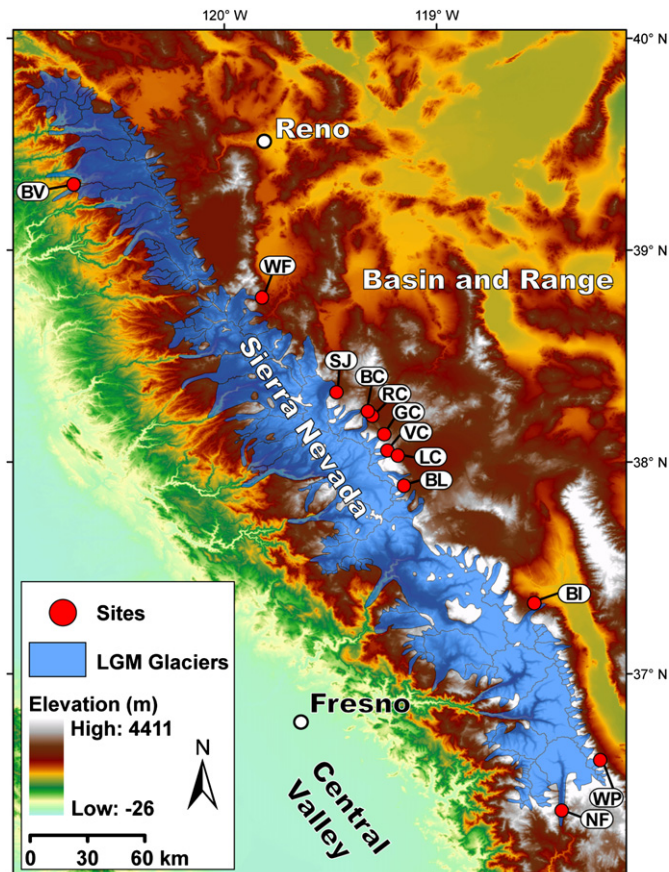 120 °W
119 °W
40° N
Reno
BV
39° N
WF
Basin and Range
Sierra Nevada
SJ
BC
RC
GC
VC
LC
38° N
BL
BI
Sites
LGM Glaciers
37° N
Elevation (m)
High: 4411
Low: -26
N
Fresno
Central
Valley
WP
NF
0 30 60 km